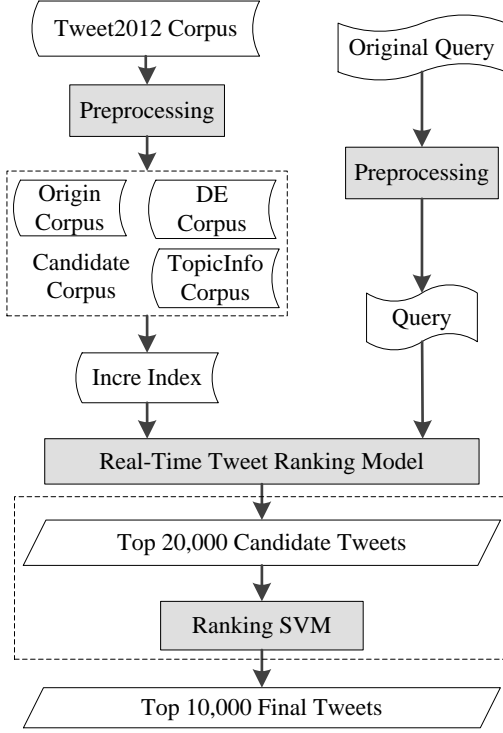 Tweet2012 Corpus
Original Query
Preprocessing
Preprocessing
Origin
Corpus
DE
Corpus
Candidate
Corpus
TopicInfo
Corpus
Query
Incre Index
Real-Time Tweet Ranking Model
Top 20,000 Candidate Tweets
Ranking SVM
Top 10,000 Final Tweets